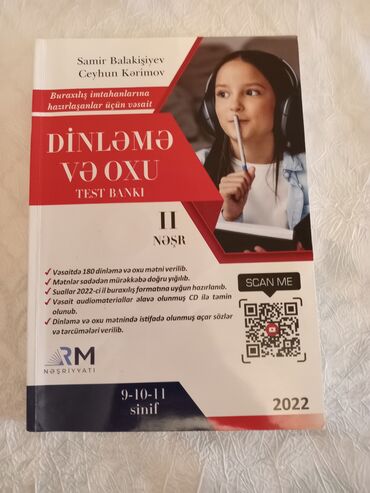 Samir Balakişiyev
Ceyhun Kərimov
Buraxılış imtahanlarına
hazırlaşanlar üçün vəsait
DİNLƏMƏ
VƏ OXU
TEST BANKI
II
NƏŞR
Vəsaitdə 180 dinləmə və oxu mətni verilib.
Mətnlər sadədən mürəkkəbə doğru yığılıb.
Suallar 2022-ci il buraxılış formatına uyğun hazırlanıb.
Vəsait audiomateriallar əlavə olunmuş CD ilə təmin
olunub.
Dinləmə və oxu mətnində istifadə olunmuş açar sözlər
və tərcümələri verilib.
SCAN ME
RM
NƏŞRİYYATI
9-10-11
sinif
2022